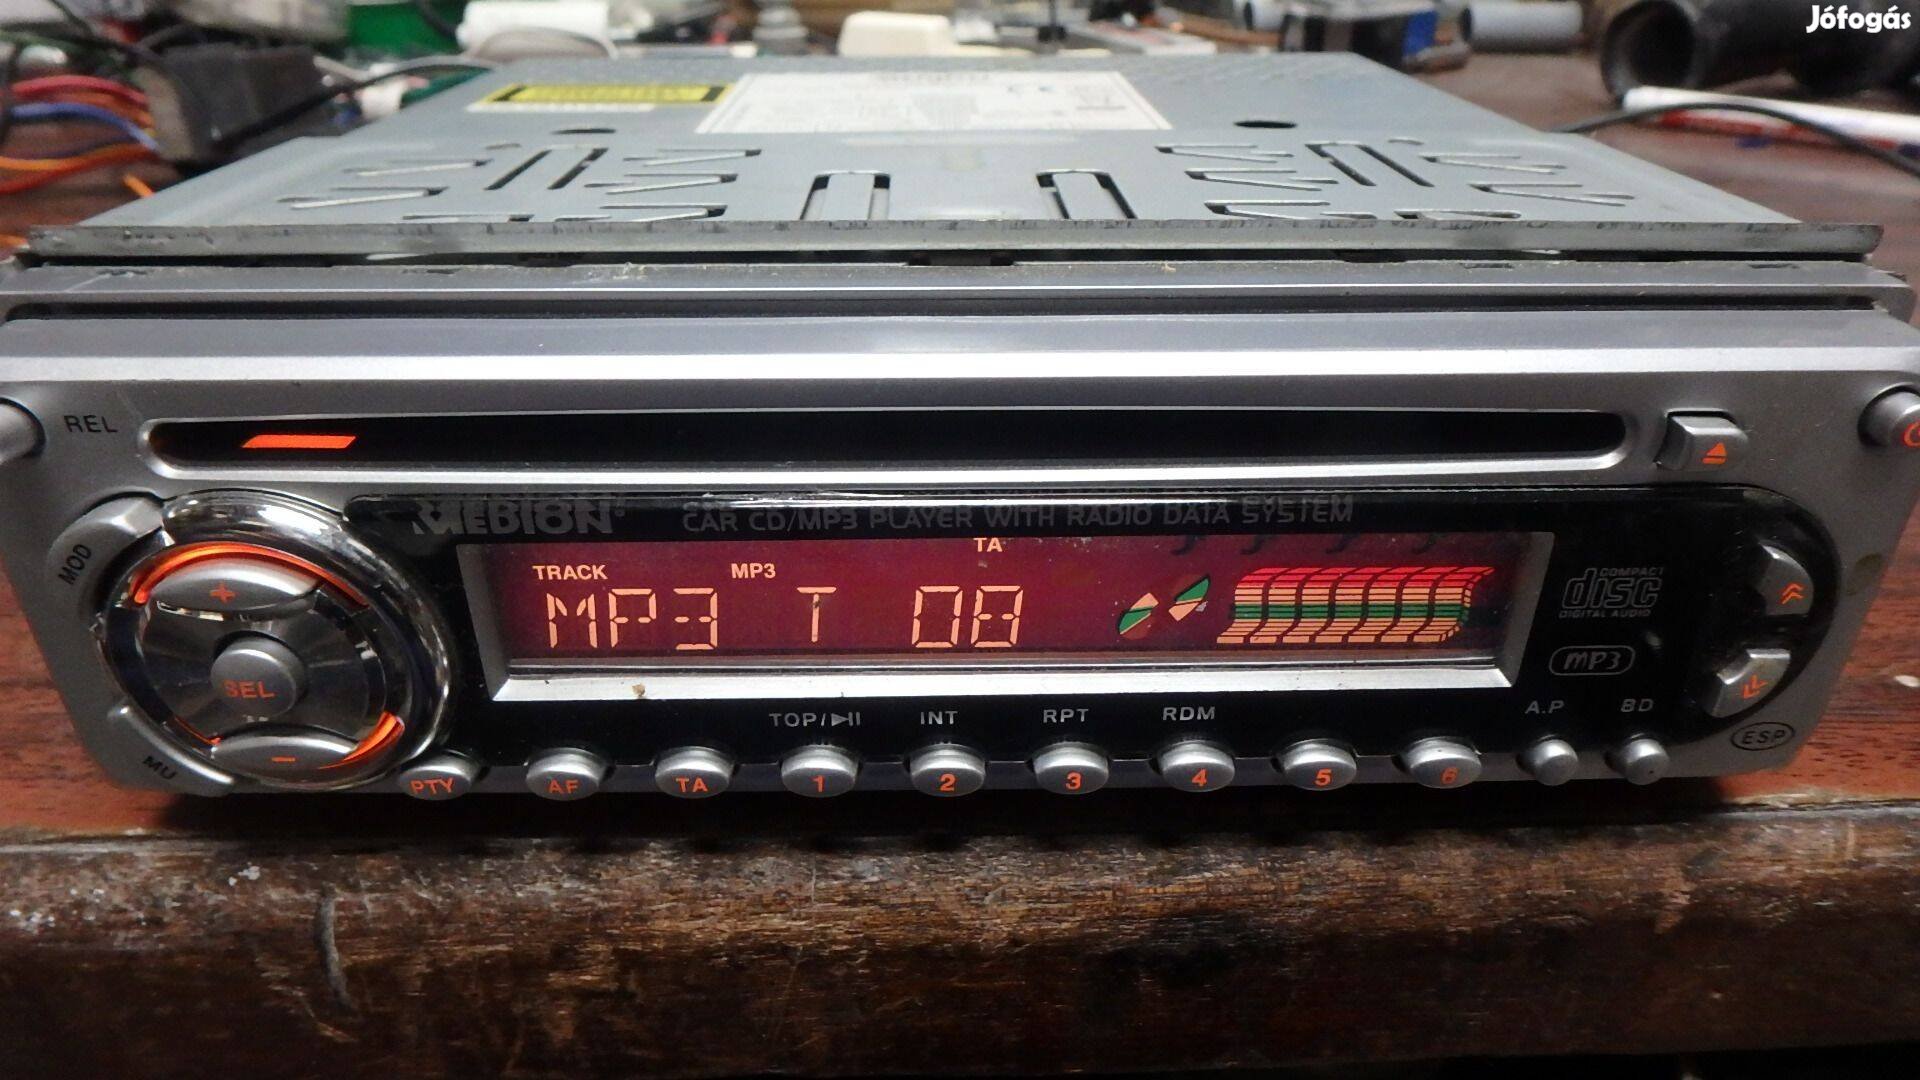 Jófogás
REL
MEDION
CAR CD/MP3 PLAYER WITH RADIO DATA SYSTEM
MOD
TA
TRACK MP3
MP3 T 08
COMPACT
disc
DIGITAL AUDIO
MP3
+
SEL
-
MU
TOP/▶II INT RPT RDM A.P BD
ESP
PTY AF TA 1 2 3 4 5 6